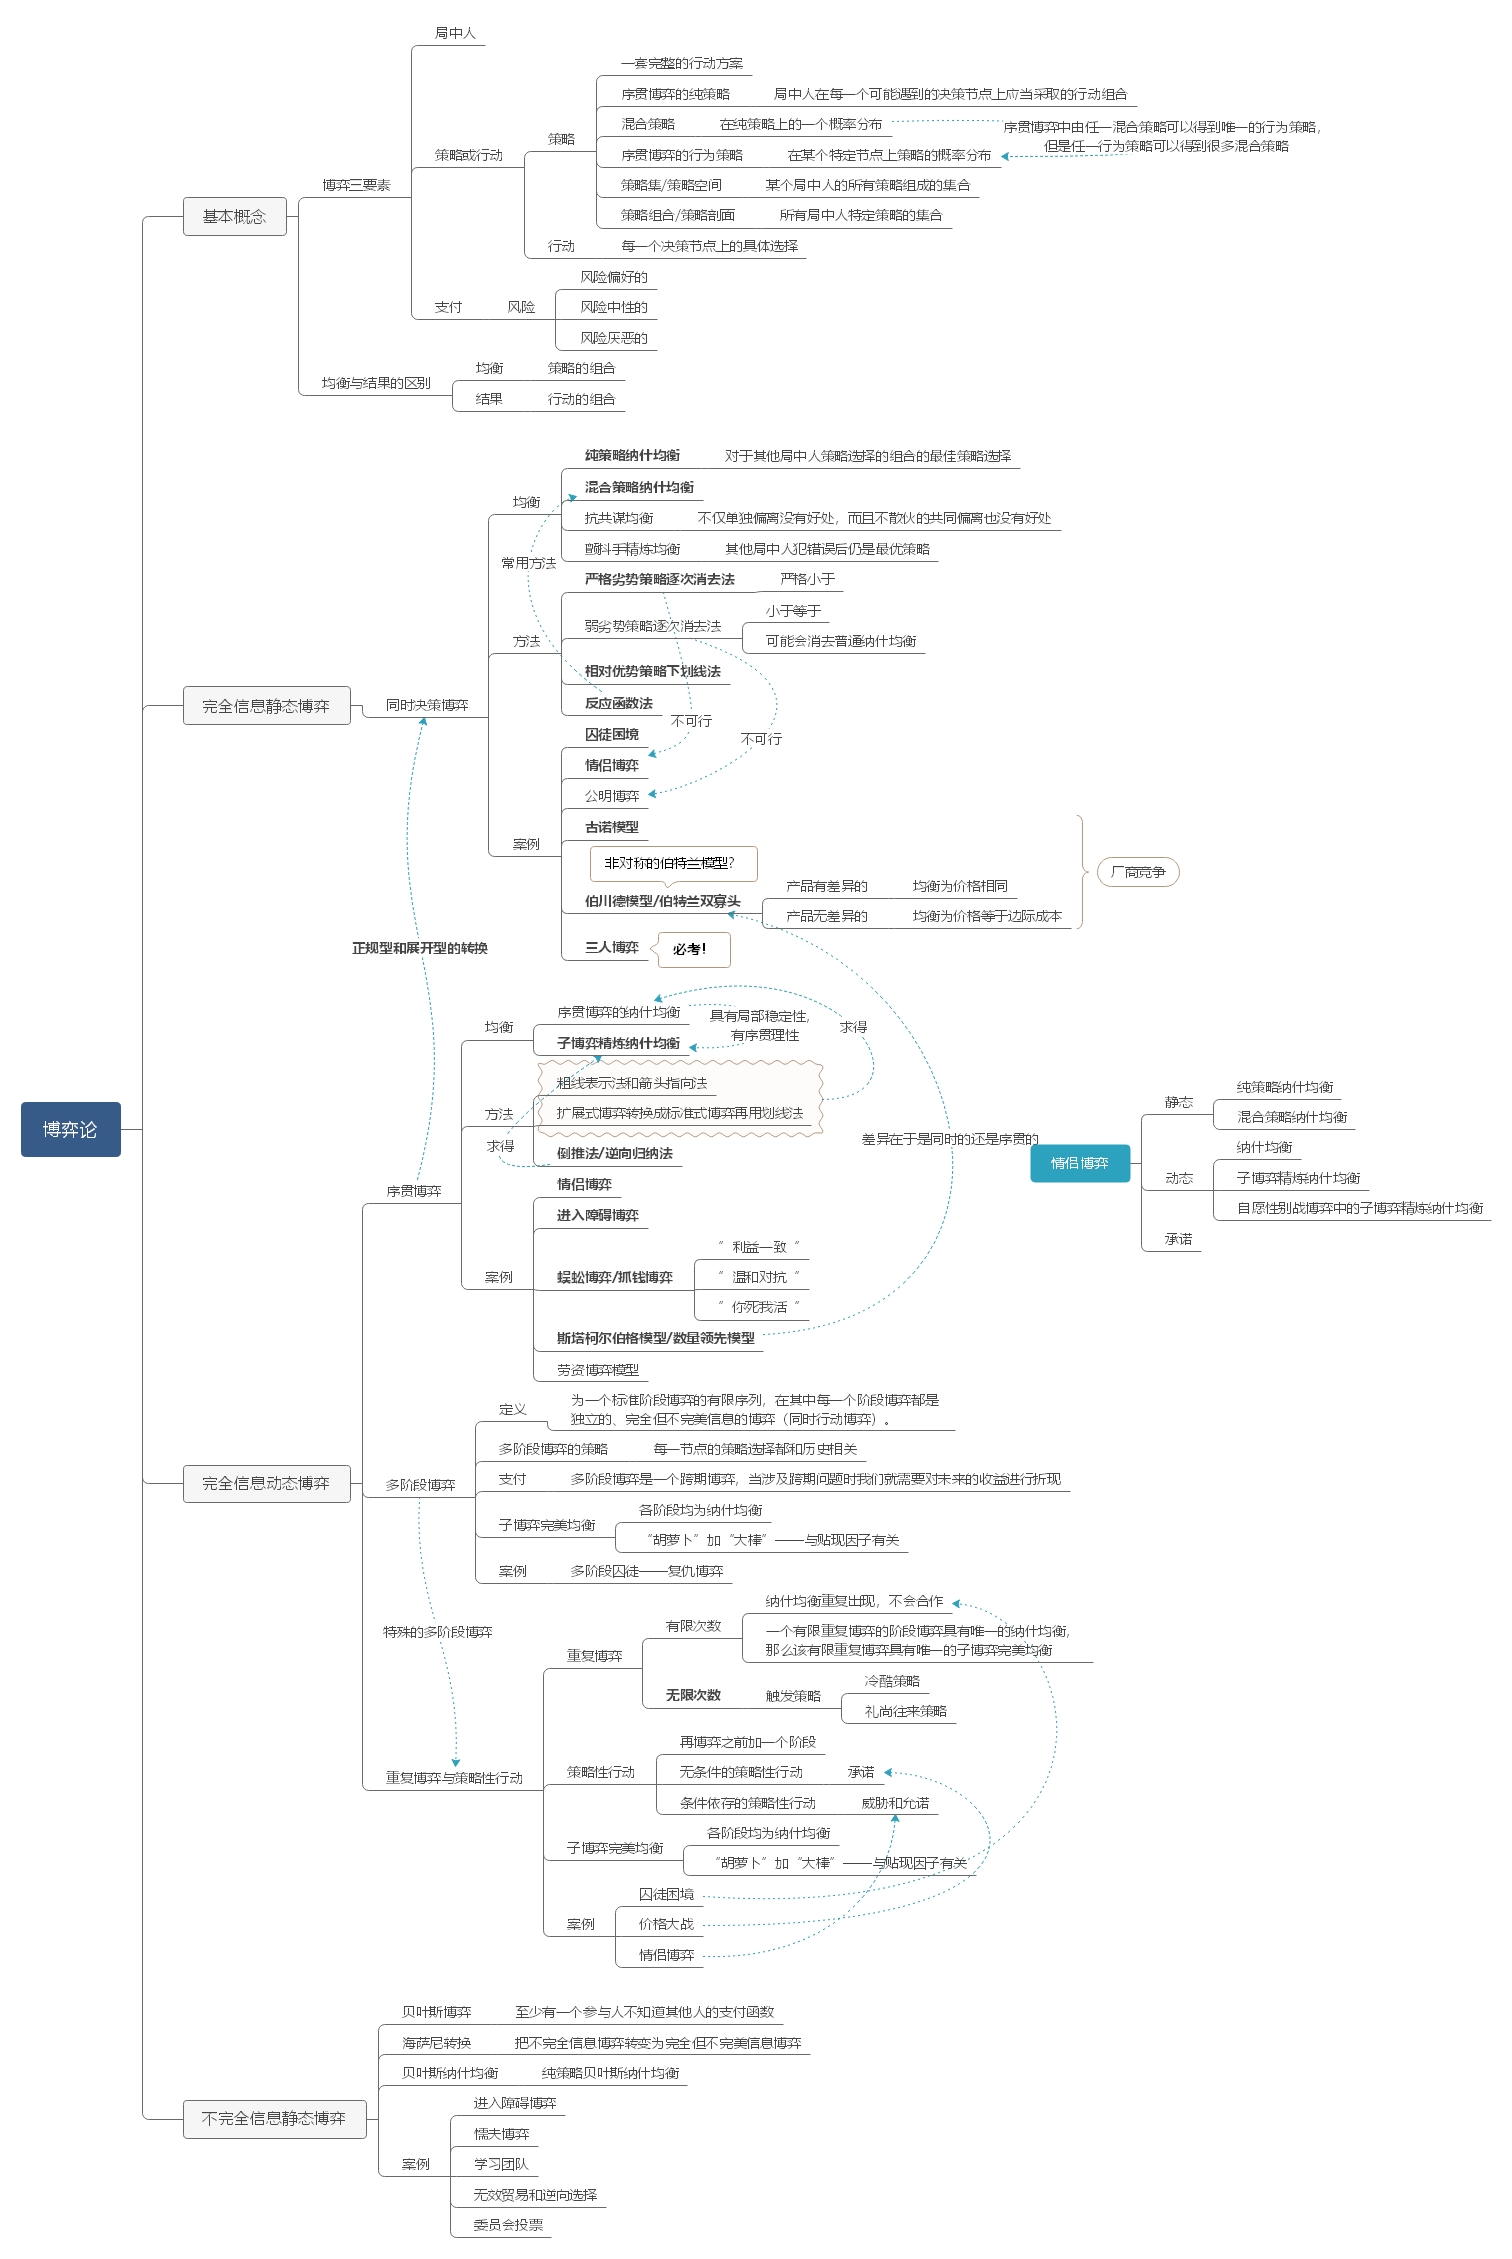 局中人
一套完整的行动方案
序贯博弈的纯策略
局中人在每一个可能遇到的决策节点上应当采取的行动组合
混合策略
在纯策略上的一个概率分布
序贯博弈中由任一混合策略可以得到唯一的行为策略,
但是任一行为策略可以得到很多混合策略
策略
策略或行动
序贯博弈的行为策略
在某个特定节点上策略的概率分布
博弈三要素
策略集/策略空间
某个局中人的所有策略组成的集合
基本概念
策略组合/策略剖面
所有局中人特定策略的集合
行动
每一个决策节点上的具体选择
风险偏好的
支付
风险
风险中性的
风险厌恶的
均衡与结果的区别
均衡
策略的组合
结果
行动的组合
纯策略纳什均衡
对于其他局中人策略选择的组合的最佳策略选择
混合策略纳什均衡
均衡
抗共谋均衡
不仅单独偏离没有好处，而且不散伙的共同偏离也没有好处
颤抖手精炼均衡
其他局中人犯错误后仍是最优策略
常用方法
严格劣势策略逐次消去法
严格小于
小于等于
弱劣势策略逐次消去法
可能会消去普通纳什均衡
方法
相对优势策略下划线法
反应函数法
完全信息静态博弈
同时决策博弈
不可行
不可行
囚徒困境
情侣博弈
公明博弈
古诺模型
案例
非对称的伯特兰模型？
厂商竞争
产品有差异的
均衡为价格相同
伯川德模型/伯特兰双寡头
产品无差异的
均衡为价格等于边际成本
三人博弈
必考！
正规型和展开型的转换
序贯博弈的纳什均衡
具有局部稳定性,
有序贯理性
求得
均衡
子博弈精炼纳什均衡
粗线表示法和箭头指向法
方法
扩展式博弈转换成标准式博弈再用划线法
求得
倒推法/逆向归纳法
差异在于是同时的还是序贯的
博弈论
情侣博弈
静态
纯策略纳什均衡
混合策略纳什均衡
动态
纳什均衡
子博弈精炼纳什均衡
自愿性别战博弈中的子博弈精炼纳什均衡
承诺
序贯博弈
情侣博弈
进入障碍博弈
案例
蜈蚣博弈/抓钱博弈
”利益一致“
”温和对抗“
”你死我活“
斯塔柯尔伯格模型/数量领先模型
劳资博弈模型
定义
为一个标准阶段博弈的有限序列，在其中每一个阶段博弈都是
独立的、完全但不完美信息的博弈（同时行动博弈）。
多阶段博弈的策略
每一节点的策略选择都和历史相关
完全信息动态博弈
多阶段博弈
支付
多阶段博弈是一个跨期博弈，当涉及跨期问题时我们就需要对未来的收益进行折现
子博弈完美均衡
各阶段均为纳什均衡
“胡萝卜”加“大棒”——与贴现因子有关
案例
多阶段囚徒——复仇博弈
特殊的多阶段博弈
重复博弈
有限次数
纳什均衡重复出现，不会合作
一个有限重复博弈的阶段博弈具有唯一的纳什均衡,
那么该有限重复博弈具有唯一的子博弈完美均衡
无限次数
触发策略
冷酷策略
礼尚往来策略
重复博弈与策略性行动
策略性行动
再博弈之前加一个阶段
无条件的策略性行动
承诺
条件依存的策略性行动
威胁和允诺
子博弈完美均衡
各阶段均为纳什均衡
“胡萝卜”加“大棒”——与贴现因子有关
案例
囚徒困境
价格大战
情侣博弈
贝叶斯博弈
至少有一个参与人不知道其他人的支付函数
海萨尼转换
把不完全信息博弈转变为完全但不完美信息博弈
贝叶斯纳什均衡
纯策略贝叶斯纳什均衡
不完全信息静态博弈
案例
进入障碍博弈
懦夫博弈
学习团队
无效贸易和逆向选择
委员会投票